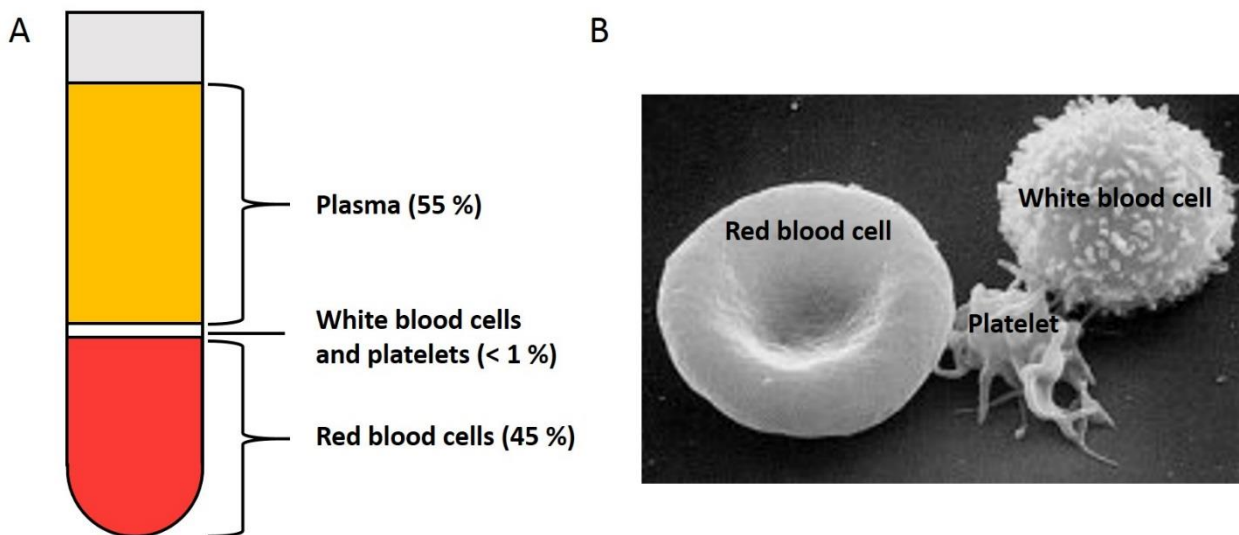 A
B
Plasma (55 %)
White blood cells
and platelets (< 1 %)
Red blood cells (45 %)
Red blood cell
White blood cell
Platelet